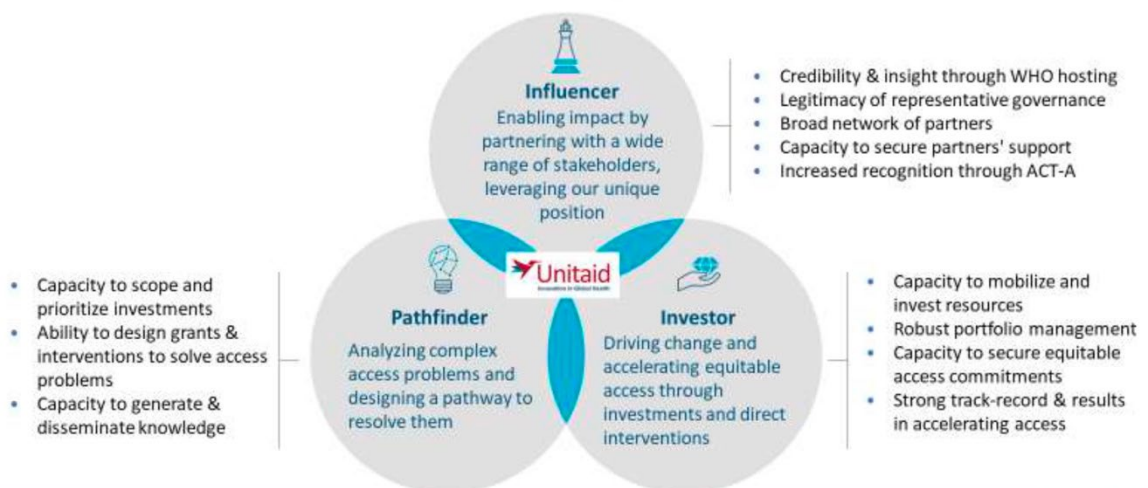 Influencer
Enabling impact by
partnering with a wide
range of stakeholders,
leveraging our unique
position
• Credibility & insight through WHO hosting
• Legitimacy of representative governance
• Broad network of partners
• Capacity to secure partners' support
• Increased recognition through ACT-A
Unitaid
Innovation in Global Health
• Capacity to scope and
prioritize investments
• Ability to design grants &
interventions to solve access
problems
• Capacity to generate &
disseminate knowledge
Pathfinder
Analyzing complex
access problems and
designing a pathway to
resolve them
Investor
Driving change and
accelerating equitable
access through
investments and direct
interventions
• Capacity to mobilize and
invest resources
• Robust portfolio management
• Capacity to secure equitable
access commitments
• Strong track-record & results
in accelerating access